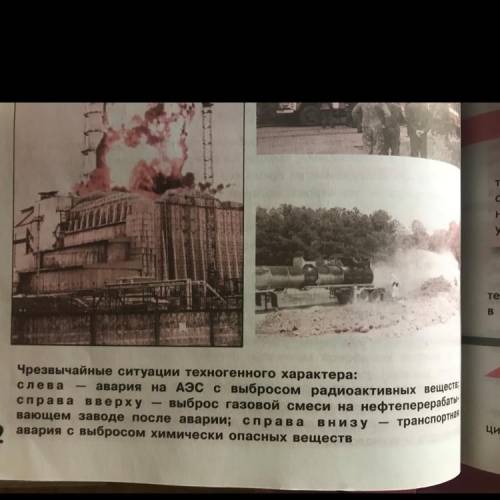 Чрезвычайные ситуации техногенного характера:
слева — авария на АЭС с выбросом радиоактивных веществ;
справа вверху — выброс газовой смеси на нефтеперерабаты-
вающем заводе после аварии; справа внизу — транспортная
авария с выбросом химически опасных веществ